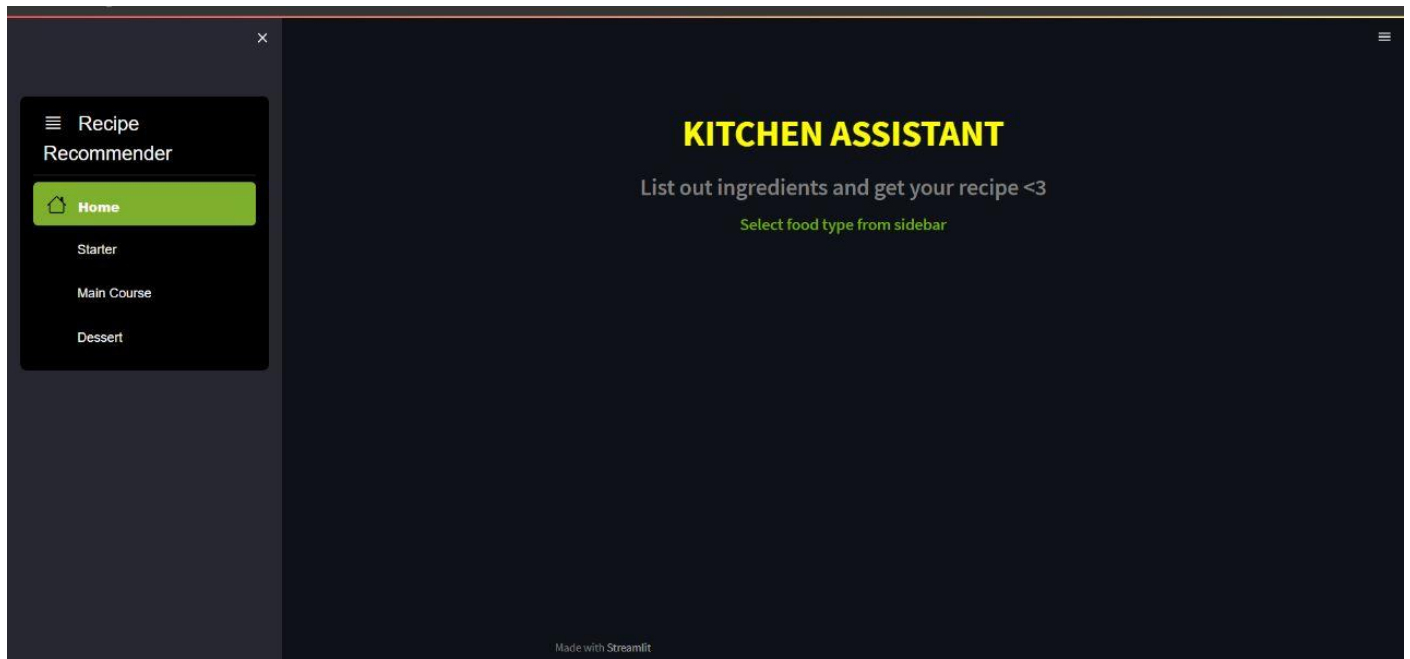 Recipe
Recommender
Home
Starter
Main Course
Dessert
KITCHEN ASSISTANT
List out ingredients and get your recipe <3
Select food type from sidebar
Made with Streamlit